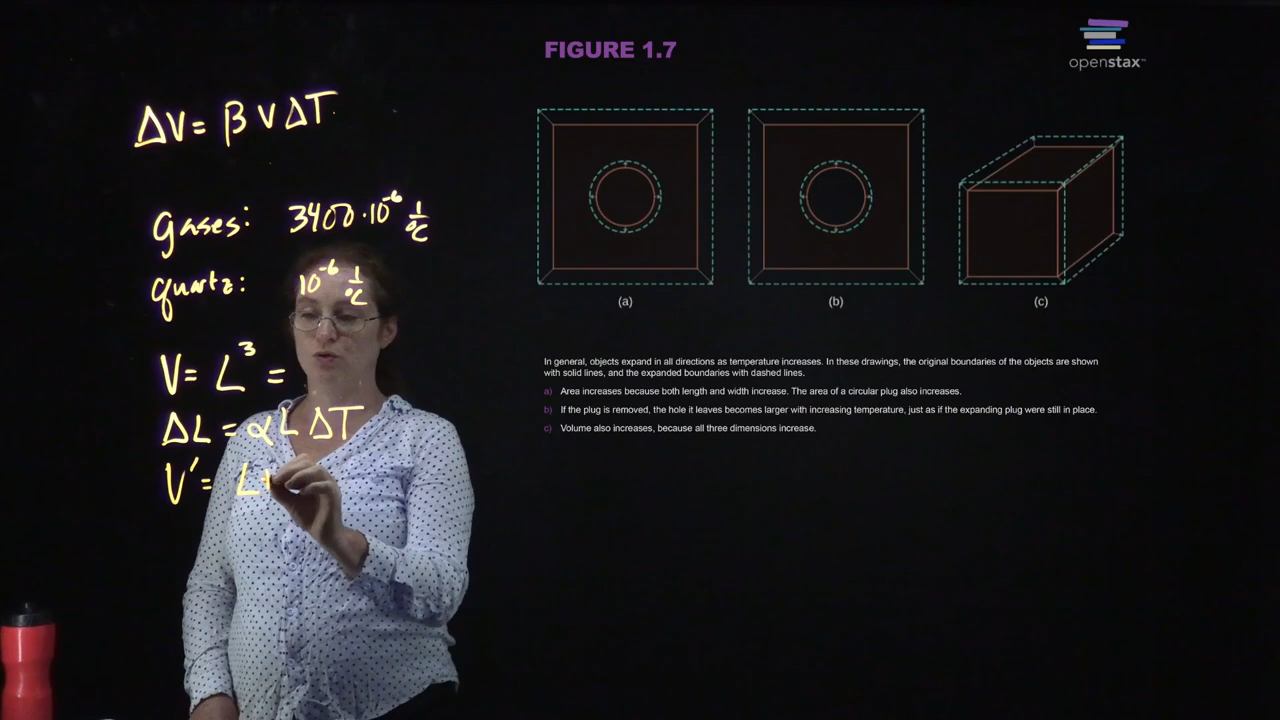 FIGURE 1.7
openstax™
ΔV = β V ΔT
gases: 3400·10⁻⁶ 1/°C
quartz: 10⁻⁶ 1/°C
V = L³ =
ΔL = α L ΔT
V' = L+
(a)
(b)
(c)
In general, objects expand in all directions as temperature increases. In these drawings, the original boundaries of the objects are shown
with solid lines, and the expanded boundaries with dashed lines.
a) Area increases because both length and width increase. The area of a circular plug also increases.
b) If the plug is removed, the hole it leaves becomes larger with increasing temperature, just as if the expanding plug were still in place.
c) Volume also increases, because all three dimensions increase.